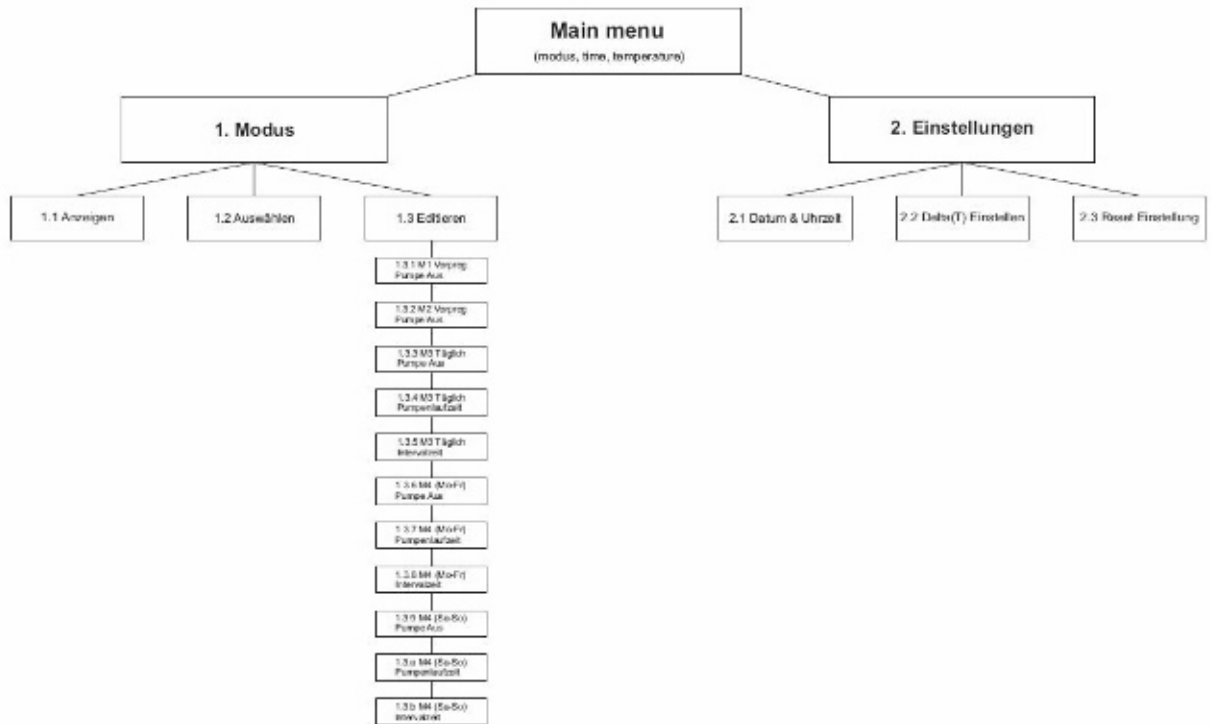 Main menu
(modus, time, temperature)
1. Modus
2. Einstellungen
1.1 Anzeigen
1.2 Auswählen
1.3 Editieren
2.1 Datum & Uhrzeit
2.2 Delta(T) Einstellen
2.3 Reset Einstellung
1.3.1 M1 Vorpreg
Pumpe Aus
1.3.2 M2 Vorpreg
Pumpe Aus
1.3.3 M3 Täglich
Pumpe Aus
1.3.4 M3 Täglich
Pumpenlaufzeit
1.3.5 M3 Täglich
Intervalzeit
1.3.6 M4 (Mo-Fr)
Pumpe Aus
1.3.7 M4 (Mo-Fr)
Pumpenlaufzeit
1.3.8 M4 (Mo-Fr)
Intervalzeit
1.3.9 M4 (Sa-So)
Pumpe Aus
1.3.a M4 (Sa-So)
Pumpenlaufzeit
1.3.b M4 (Sa-So)
Intervalzeit